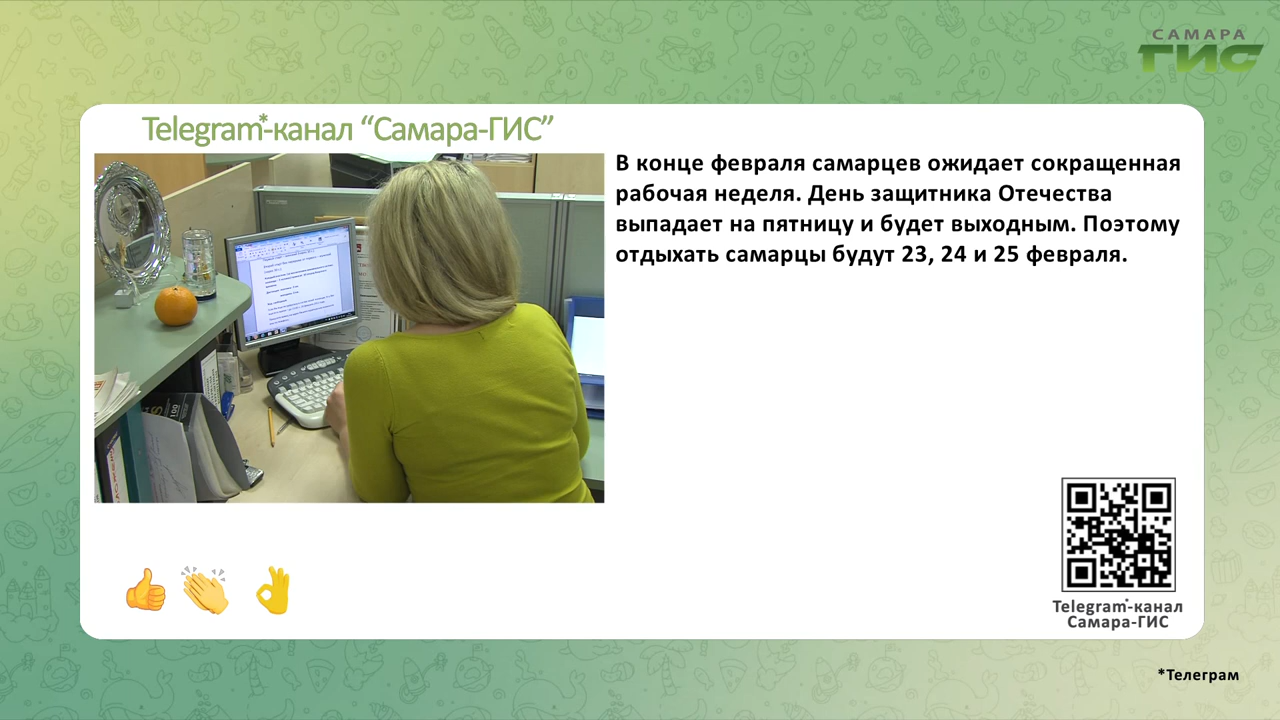 САМАРА
ГИС
Telegram*-канал “Самара-ГИС”
В конце февраля самарцев ожидает сокращенная
рабочая неделя. День защитника Отечества
выпадает на пятницу и будет выходным. Поэтому
отдыхать самарцы будут 23, 24 и 25 февраля.
Telegram*-канал
Самара-ГИС
*Телеграм